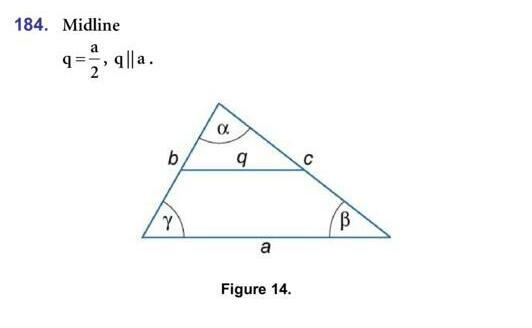 184. Midline
q = a/2, q || a.
α
b q c
γ β
a
Figure 14.